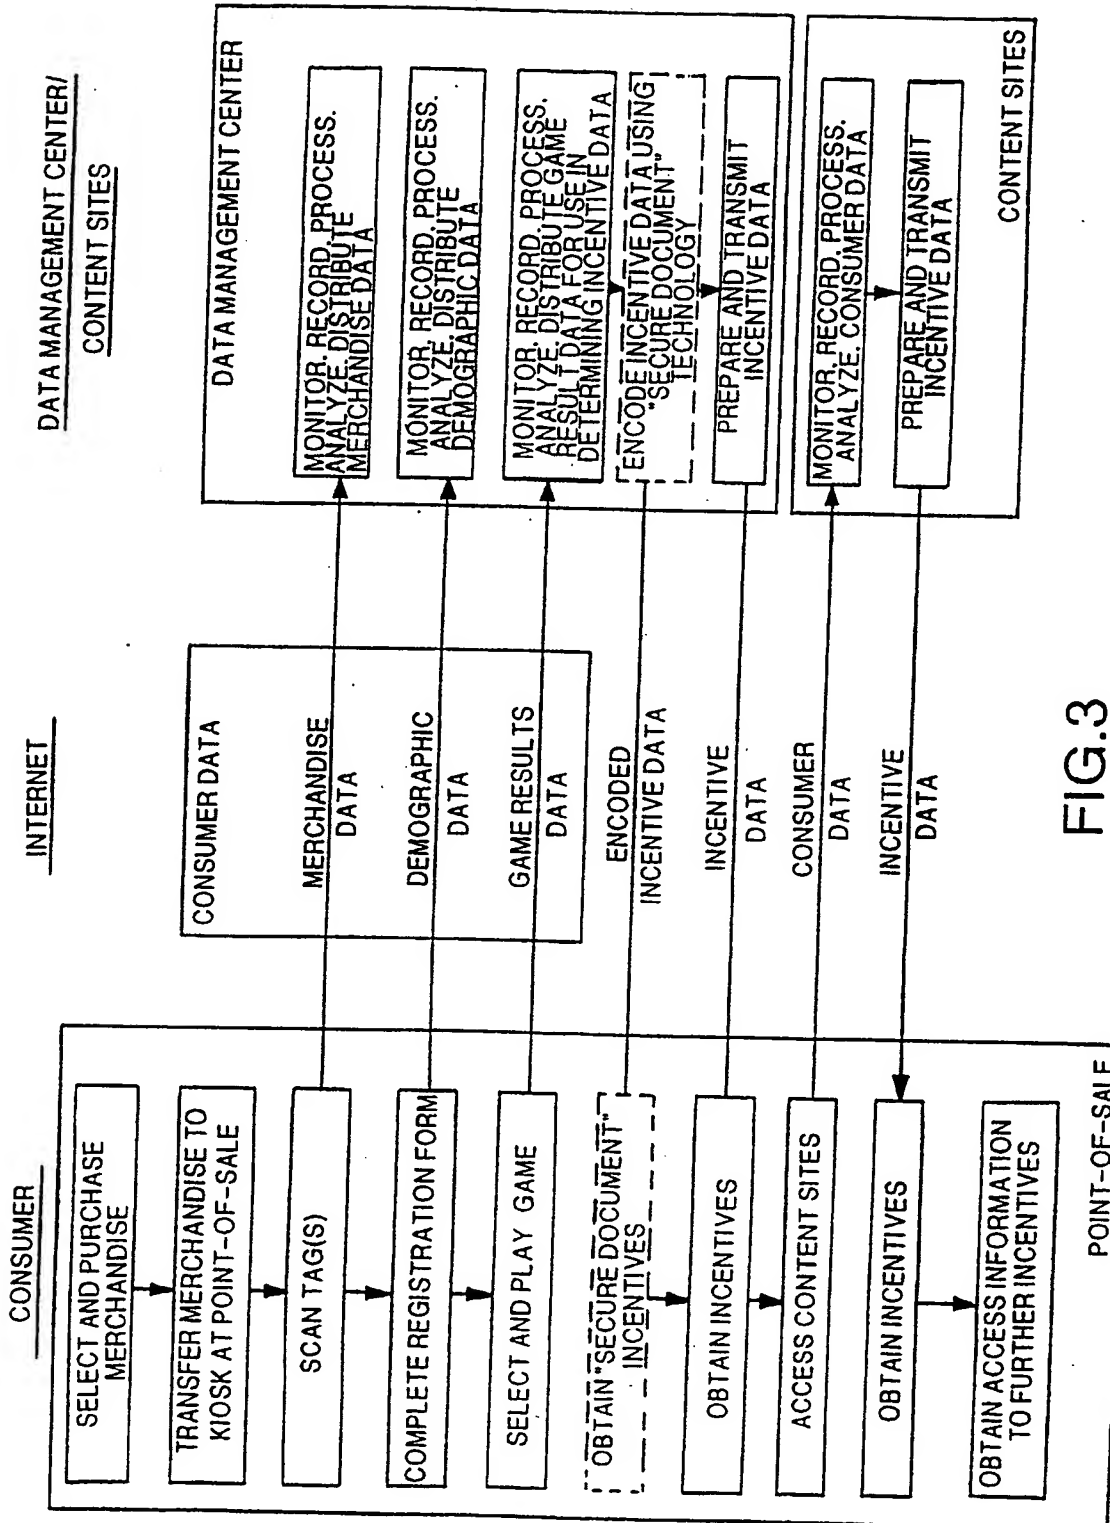 CONSUMER
SELECT AND PURCHASE
MERCHANDISE
TRANSFER MERCHANDISE TO
KIOSK AT POINT-OF-SALE
SCAN TAG(S)
COMPLETE REGISTRATION FORM
SELECT AND PLAY GAME
OBTAIN "SECURE DOCUMENT"
INCENTIVES
OBTAIN INCENTIVES
ACCESS CONTENT SITES
OBTAIN INCENTIVES
OBTAIN ACCESS INFORMATION
TO FURTHER INCENTIVES
POINT-OF-SALE
INTERNET
CONSUMER DATA
MERCHANDISE
DATA
DEMOGRAPHIC
DATA
GAME RESULTS
DATA
ENCODED
INCENTIVE DATA
INCENTIVE
DATA
CONSUMER
DATA
INCENTIVE
DATA
DATA MANAGEMENT CENTER/
CONTENT SITES
DATA MANAGEMENT CENTER
MONITOR, RECORD, PROCESS,
ANALYZE, DISTRIBUTE
MERCHANDISE DATA
MONITOR, RECORD, PROCESS,
ANALYZE, DISTRIBUTE
DEMOGRAPHIC DATA
MONITOR, RECORD, PROCESS,
ANALYZE, DISTRIBUTE GAME
RESULT DATA FOR USE IN
DETERMINING INCENTIVE DATA
ENCODE INCENTIVE DATA USING
"SECURE DOCUMENT"
TECHNOLOGY
PREPARE AND TRANSMIT
INCENTIVE DATA
MONITOR, RECORD, PROCESS,
ANALYZE, CONSUMER DATA
PREPARE AND TRANSMIT
INCENTIVE DATA
CONTENT SITES
FIG.3